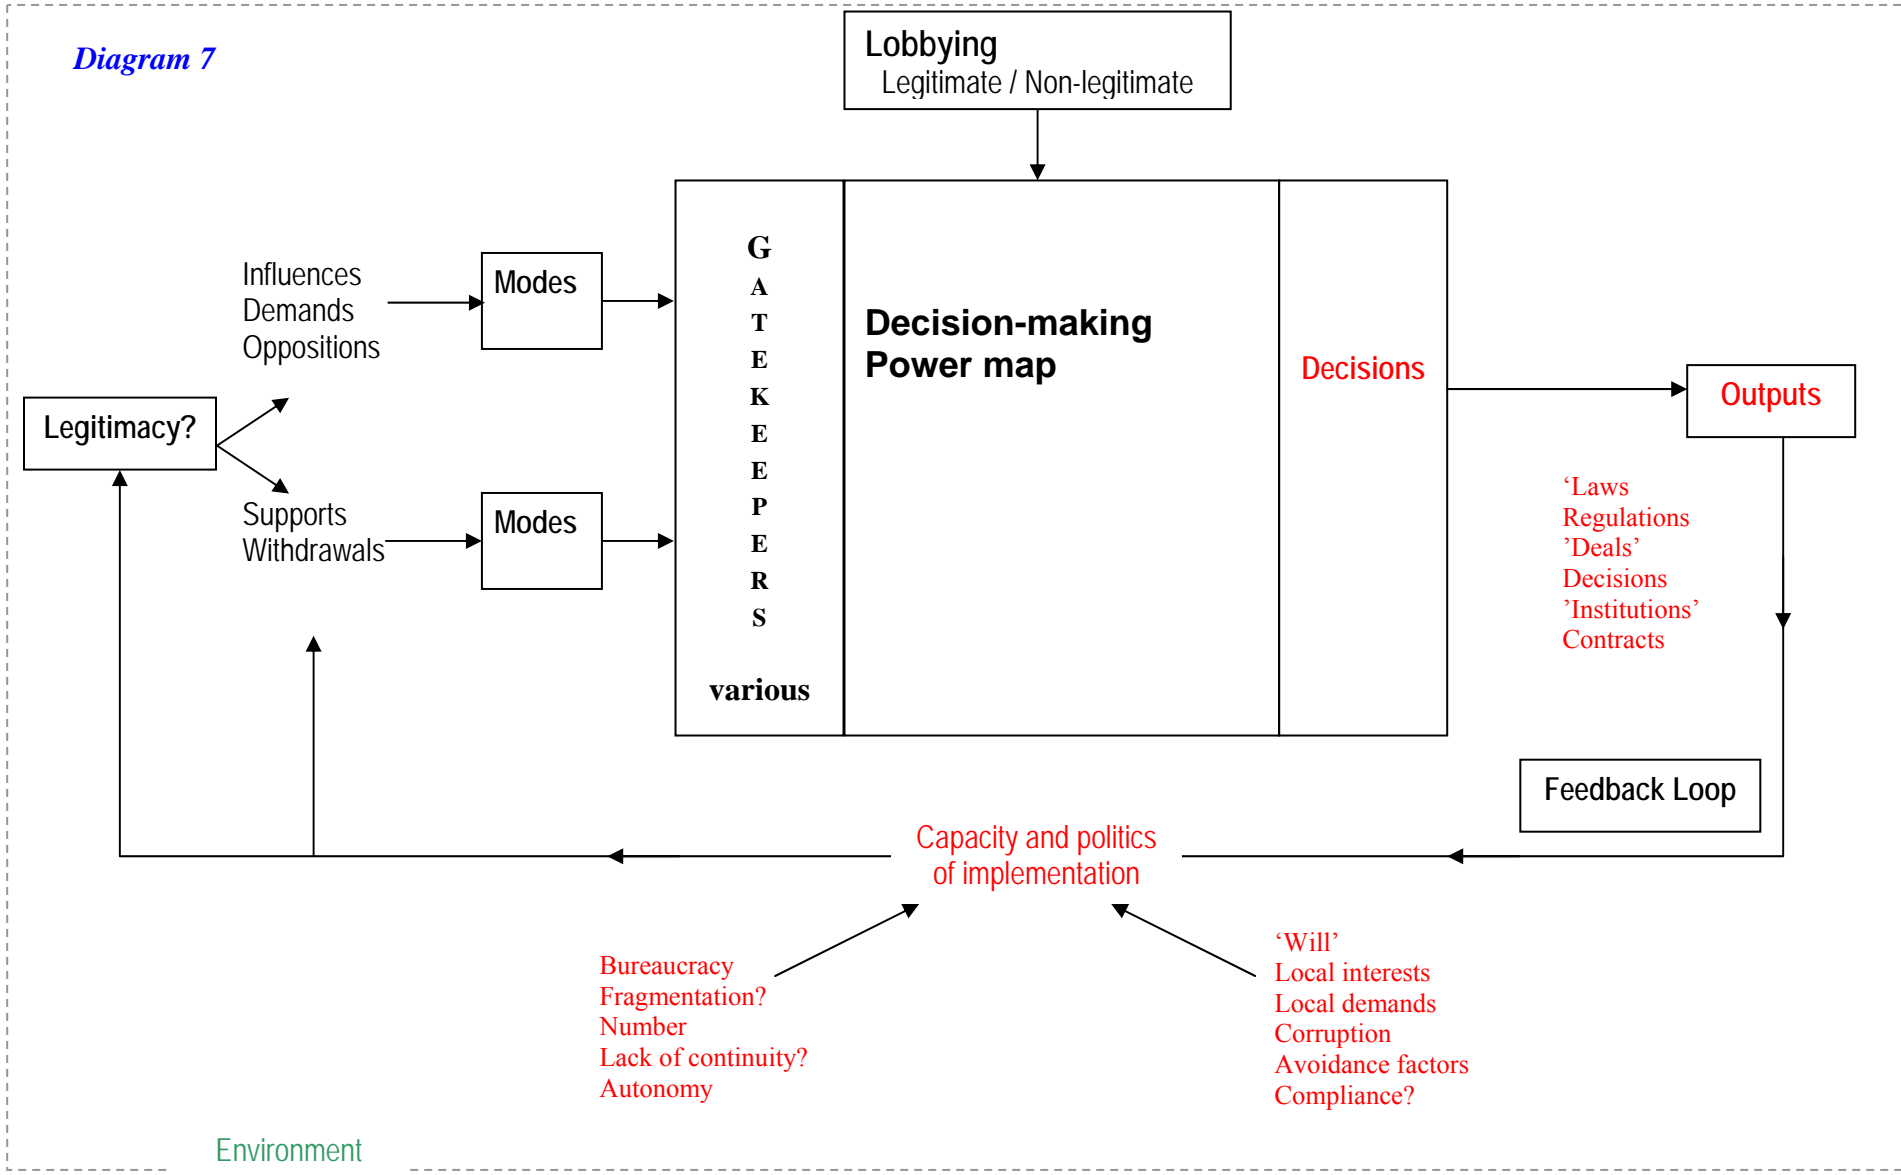 Diagram 7
Lobbying
Legitimate / Non-legitimate
Influences
Demands
Oppositions
Modes
Legitimacy?
Supports
Withdrawals
Modes
G
A
T
E
K
E
E
P
E
R
S
various
Decision-making
Power map
Decisions
Outputs
‘Laws
Regulations
’Deals’
Decisions
’Institutions’
Contracts
Feedback Loop
Capacity and politics
of implementation
Bureaucracy
Fragmentation?
Number
Lack of continuity?
Autonomy
‘Will’
Local interests
Local demands
Corruption
Avoidance factors
Compliance?
Environment